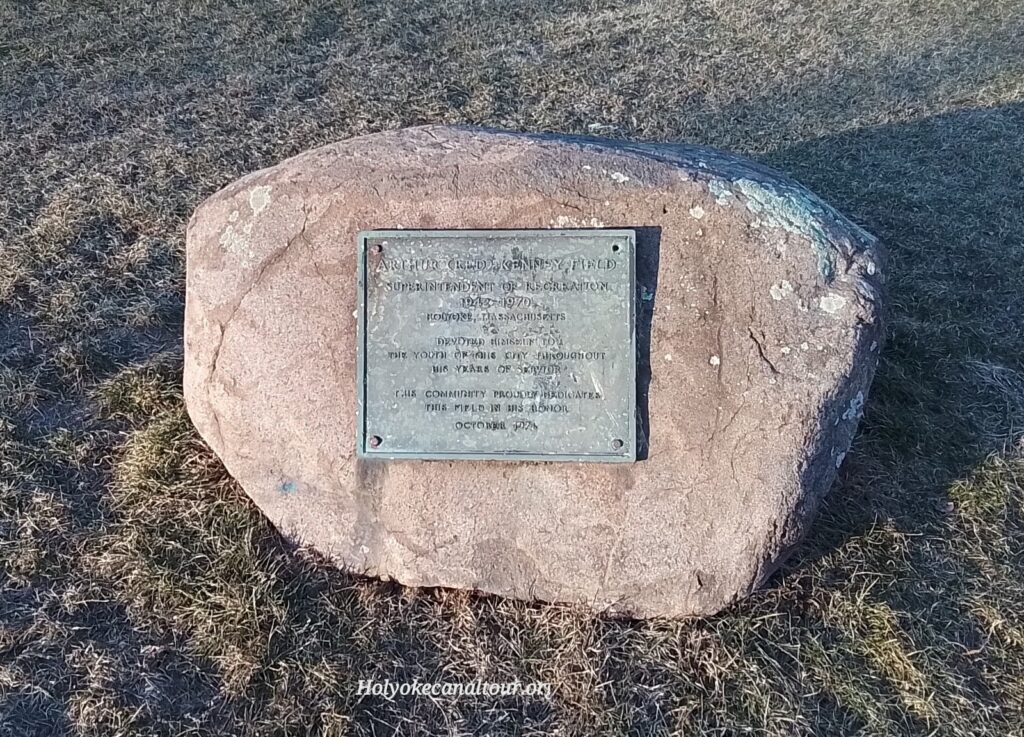 ARTHUR (RED) KENNEY FIELD
SUPERINTENDENT OF RECREATION
1943-1970
HOLYOKE, MASSACHUSETTS
DEVOTED HIMSELF TO
THE YOUTH OF THIS CITY THROUGHOUT
HIS YEARS OF SERVICE
THIS COMMUNITY PROUDLY DEDICATES
THIS FIELD IN HIS HONOR
OCTOBER
Holyokecanaltour.org